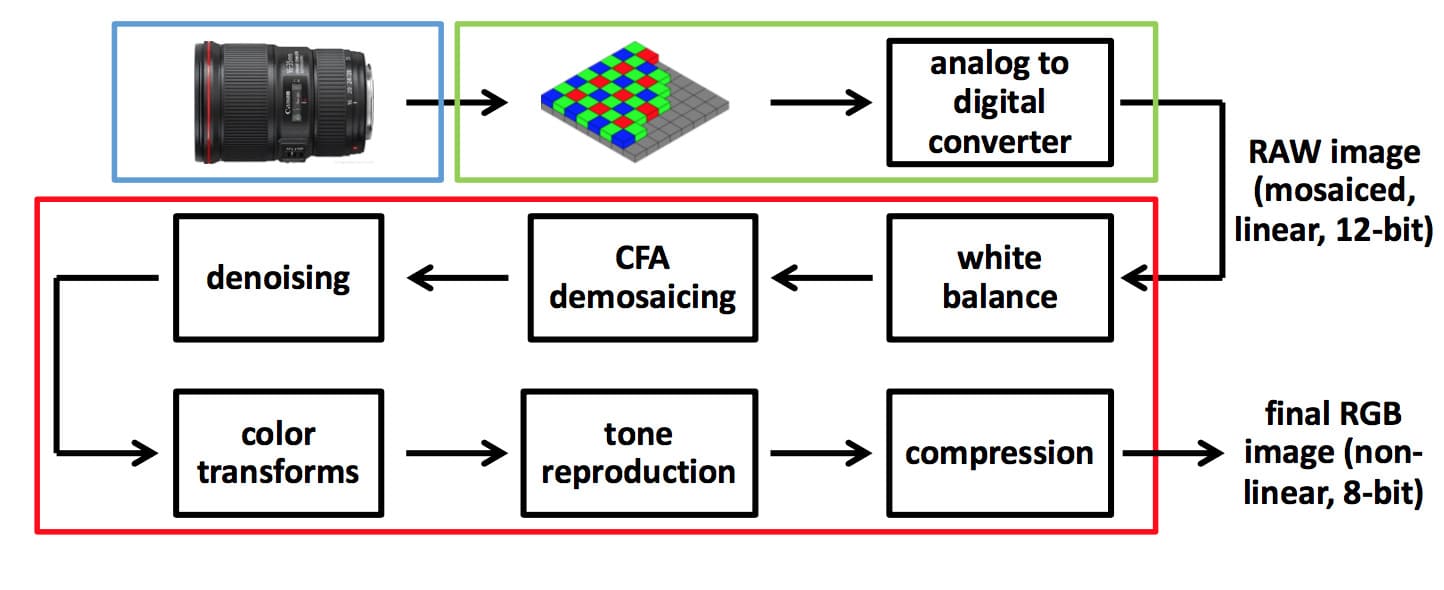 analog to
digital
converter
RAW image
(mosaiced,
linear, 12-bit)
denoising
CFA
demosaicing
white
balance
color
transforms
tone
reproduction
compression
final RGB
image (non-
linear, 8-bit)
Canon